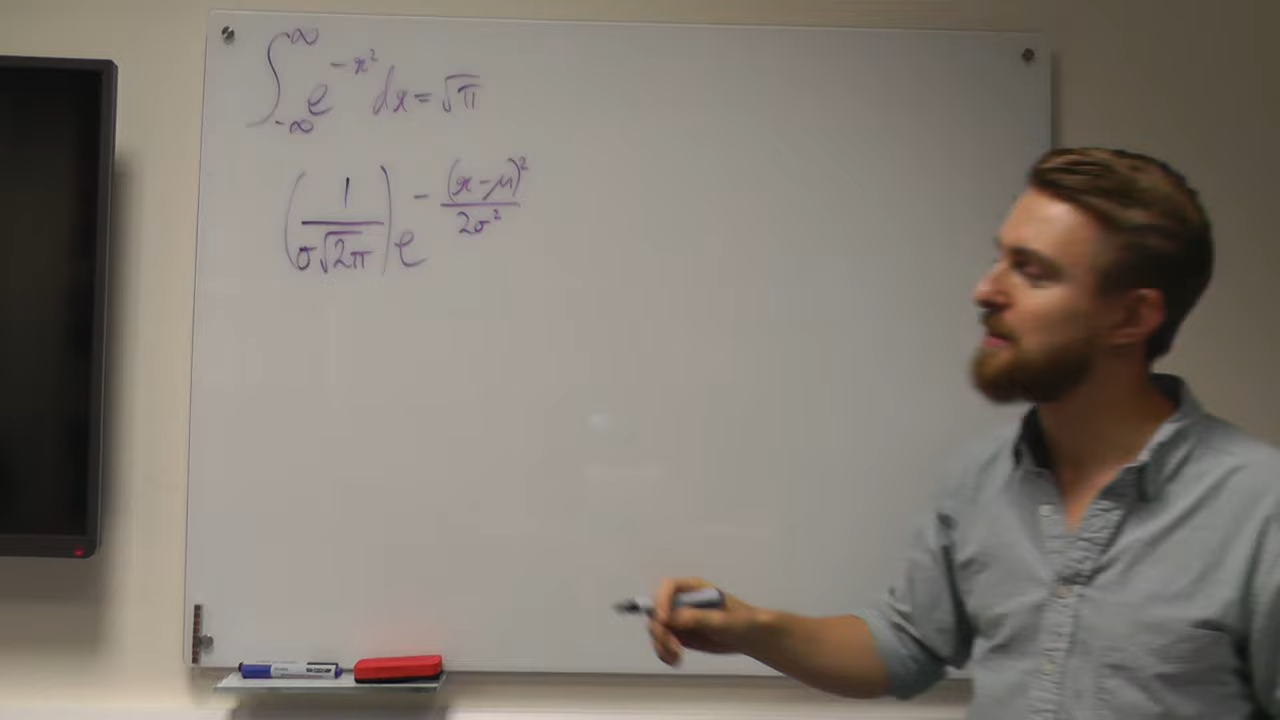 ∫_{-∞}^{∞} e^{-x²} dx = √π
(1/(σ√2π)) e^{-(x-μ)²/2σ²}